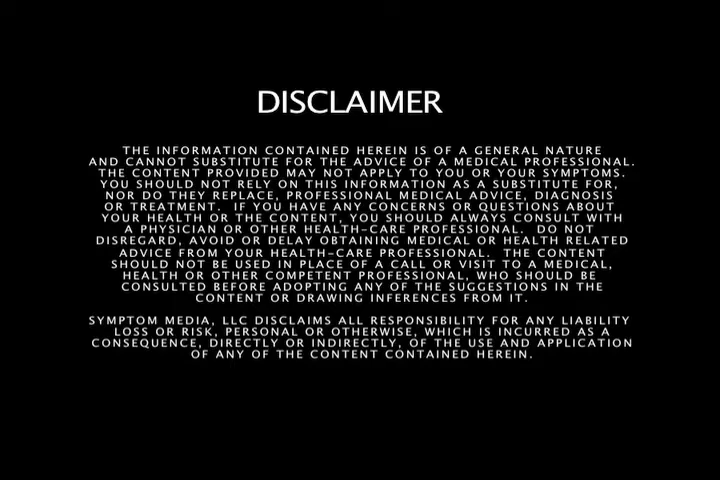 DISCLAIMER
THE INFORMATION CONTAINED HEREIN IS OF A GENERAL NATURE
AND CANNOT SUBSTITUTE FOR THE ADVICE OF A MEDICAL PROFESSIONAL.
THE CONTENT PROVIDED MAY NOT APPLY TO YOU OR YOUR SYMPTOMS.
YOU SHOULD NOT RELY ON THIS INFORMATION AS A SUBSTITUTE FOR,
NOR DO THEY REPLACE, PROFESSIONAL MEDICAL ADVICE, DIAGNOSIS
OR TREATMENT. IF YOU HAVE ANY CONCERNS OR QUESTIONS ABOUT
YOUR HEALTH OR THE CONTENT, YOU SHOULD ALWAYS CONSULT WITH
A PHYSICIAN OR OTHER HEALTH-CARE PROFESSIONAL. DO NOT
DISREGARD, AVOID OR DELAY OBTAINING MEDICAL OR HEALTH RELATED
ADVICE FROM YOUR HEALTH-CARE PROFESSIONAL. THE CONTENT
SHOULD NOT BE USED IN PLACE OF A CALL OR VISIT TO A MEDICAL,
HEALTH OR OTHER COMPETENT PROFESSIONAL, WHO SHOULD BE
CONSULTED BEFORE ADOPTING ANY OF THE SUGGESTIONS IN THE
CONTENT OR DRAWING INFERENCES FROM IT.
SYMPTOM MEDIA, LLC DISCLAIMS ALL RESPONSIBILITY FOR ANY LIABILITY
LOSS OR RISK, PERSONAL OR OTHERWISE, WHICH IS INCURRED AS A
CONSEQUENCE, DIRECTLY OR INDIRECTLY, OF THE USE AND APPLICATION
OF ANY OF THE CONTENT CONTAINED HEREIN.